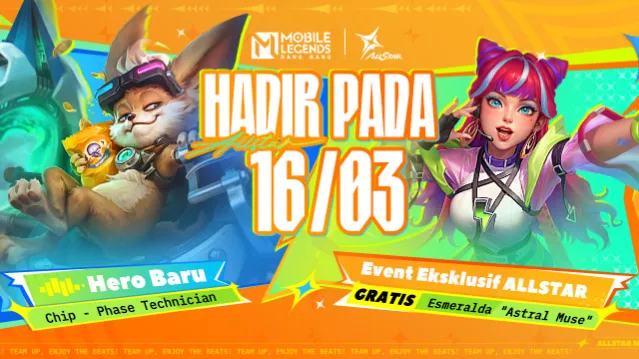 MOBILE
LEGENDS
BANG BANG
ALLSTAR
HADIR PADA
Allstar
16/03
Hero Baru
Chip - Phase Technician
Event Eksklusif ALLSTAR
GRATIS Esmeralda "Astral Muse"
TEAM UP, ENJOY THE BEATS! TEAM UP, ENJOY THE BEATS! TEAM UP, ENJOY THE BEATS! TEAM UP, ENJOY THE BEATS!
ALLSTAR